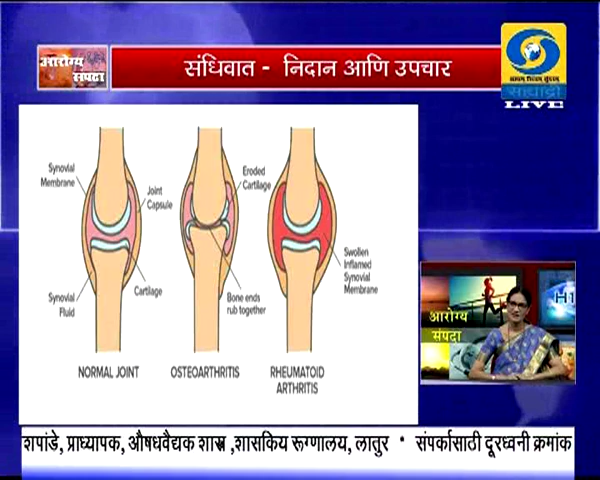 आरोग्य
संपदा
संधिवात - निदान आणि उपचार
सह्याद्री
LIVE
Synovial
Membrane
Joint
Capsule
Eroded
Cartilage
Synovial
Fluid
Cartilage
Bone ends
rub together
Swollen
Inflamed
Synovial
Membrane
NORMAL JOINT
OSTEOARTHRITIS
RHEUMATOID
ARTHRITIS
आरोग्य
संपदा
H1
शपांडे, प्राध्यापक, औषधवैद्यक शास्त्र ,शासकिय रूग्णालय, लातुर * संपर्कासाठी दूरध्वनी क्रमांक